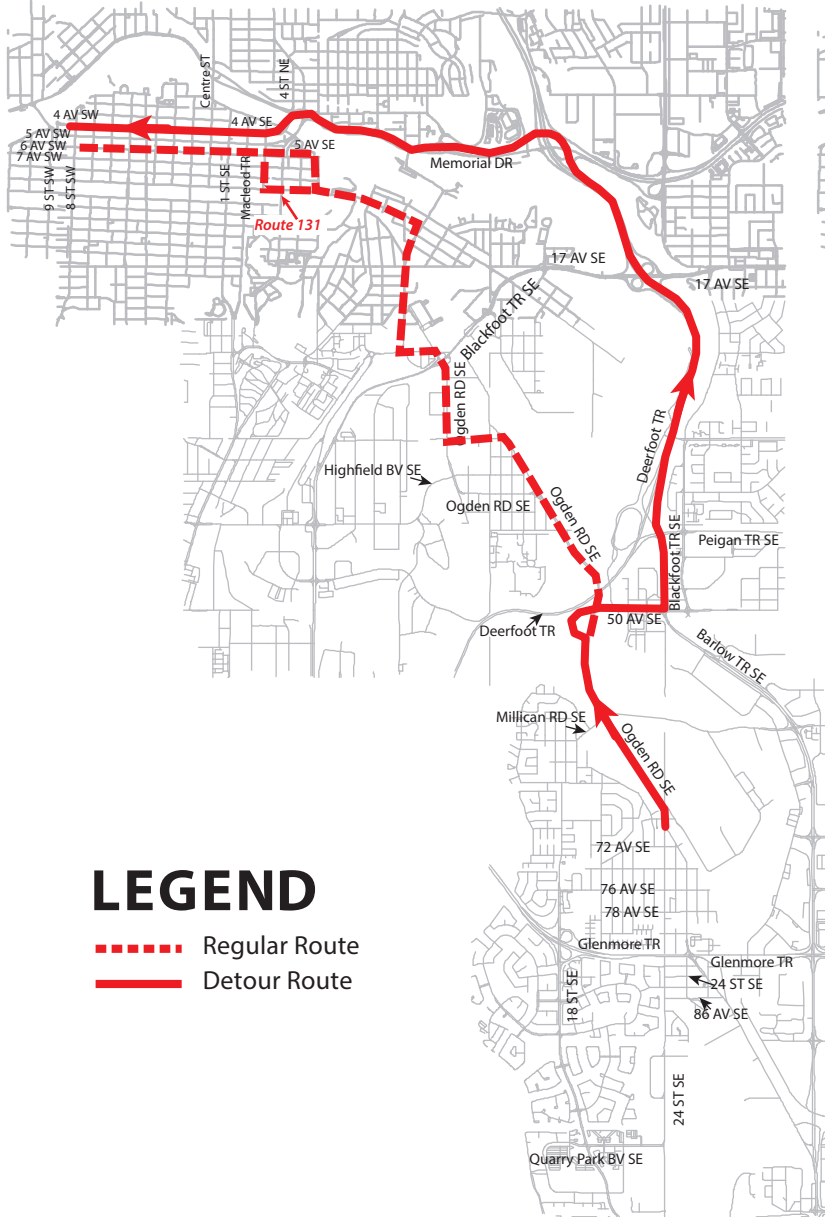 Centre ST
4 ST NE
4 AV SW
4 AV SE
5 AV SW
6 AV SW
7 AV SW
5 AV SE
Memorial DR
9 ST SW
8 ST SW
1 ST SE
Macleod TR
Route 131
17 AV SE
17 AV SE
Blackfoot TR SE
Ogden RD SE
Deerfoot TR
Highfield BV SE
Ogden RD SE
Ogden RD SE
Peigan TR SE
Blackfoot TR SE
50 AV SE
Deerfoot TR
Barlow TR SE
Millican RD SE
Ogden RD SE
72 AV SE
76 AV SE
78 AV SE
Glenmore TR
Glenmore TR
24 ST SE
18 ST SE
86 AV SE
24 ST SE
Quarry Park BV SE
LEGEND
Regular Route
Detour Route